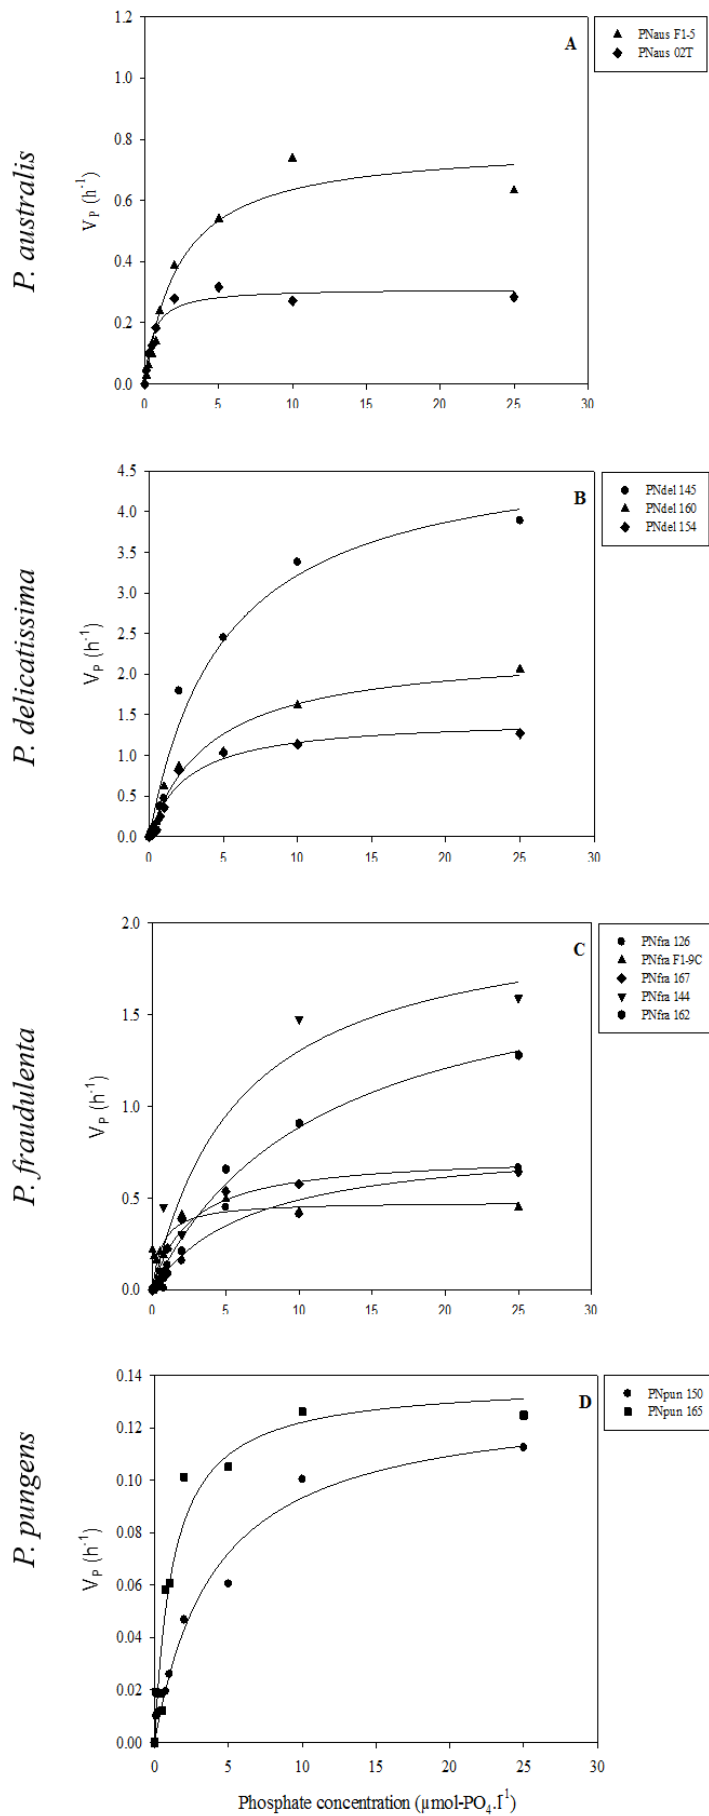 P. australis
A
PNaus F1-5
PNaus 02T
1.2
1.0
0.8
0.6
0.4
0.2
0.0
VP (h-1)
0 5 10 15 20 25 30
P. delicatissima
B
PNdel 145
PNdel 160
PNdel 154
4.5
4.0
3.5
3.0
2.5
2.0
1.5
1.0
0.5
0.0
VP (h-1)
0 5 10 15 20 25 30
P. fraudulenta
C
PNfra 126
PNfra F1-9C
PNfra 167
PNfra 144
PNfra 162
2.0
1.5
1.0
0.5
0.0
VP (h-1)
0 5 10 15 20 25 30
P. pungens
D
PNpun 150
PNpun 165
0.14
0.12
0.10
0.08
0.06
0.04
0.02
0.00
VP (h-1)
0 5 10 15 20 25 30
Phosphate concentration (µmol-PO4.l-1)